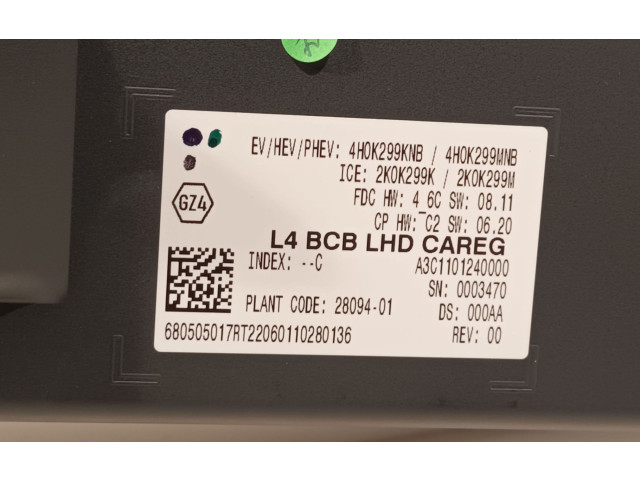 EV/HEV/PHEV: 4H0K299KNB / 4H0K299MNB
ICE: 2K0K299K / 2K0K299M
FDC HW: 4_6C SW: 08.11
CP HW: C2 SW: 06.20
GZ4
L4 BCB LHD CAREG
INDEX: --C
A3C1101240000
SN: 0003470
PLANT CODE: 28094-01
DS: 000AA
680505017RT22060110280136
REV: 00